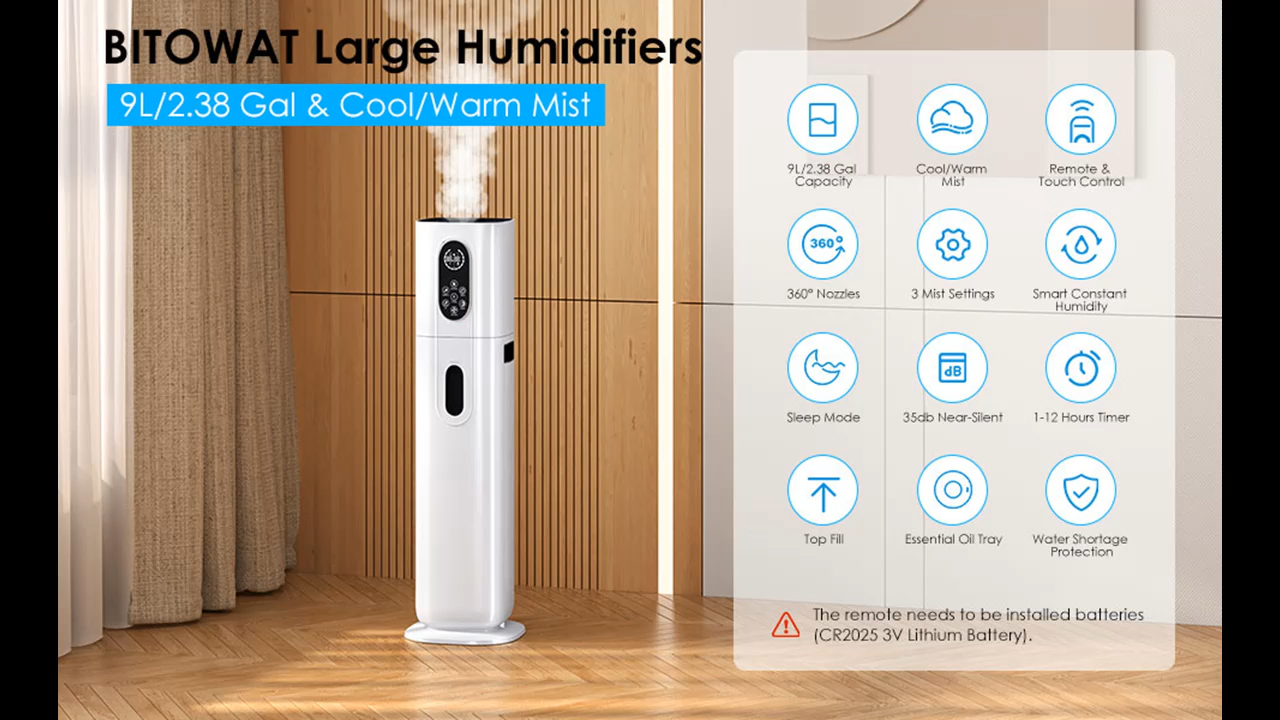 BITOWAT Large Humidifiers
9L/2.38 Gal & Cool/Warm Mist
9L/2.38 Gal
Capacity
Cool/Warm
Mist
Remote &
Touch Control
360°
360° Nozzles
3 Mist Settings
Smart Constant
Humidity
dB
Sleep Mode
35db Near-Silent
1-12 Hours Timer
Top Fill
Essential Oil Tray
Water Shortage
Protection
The remote needs to be installed batteries
(CR2025 3V Lithium Battery).